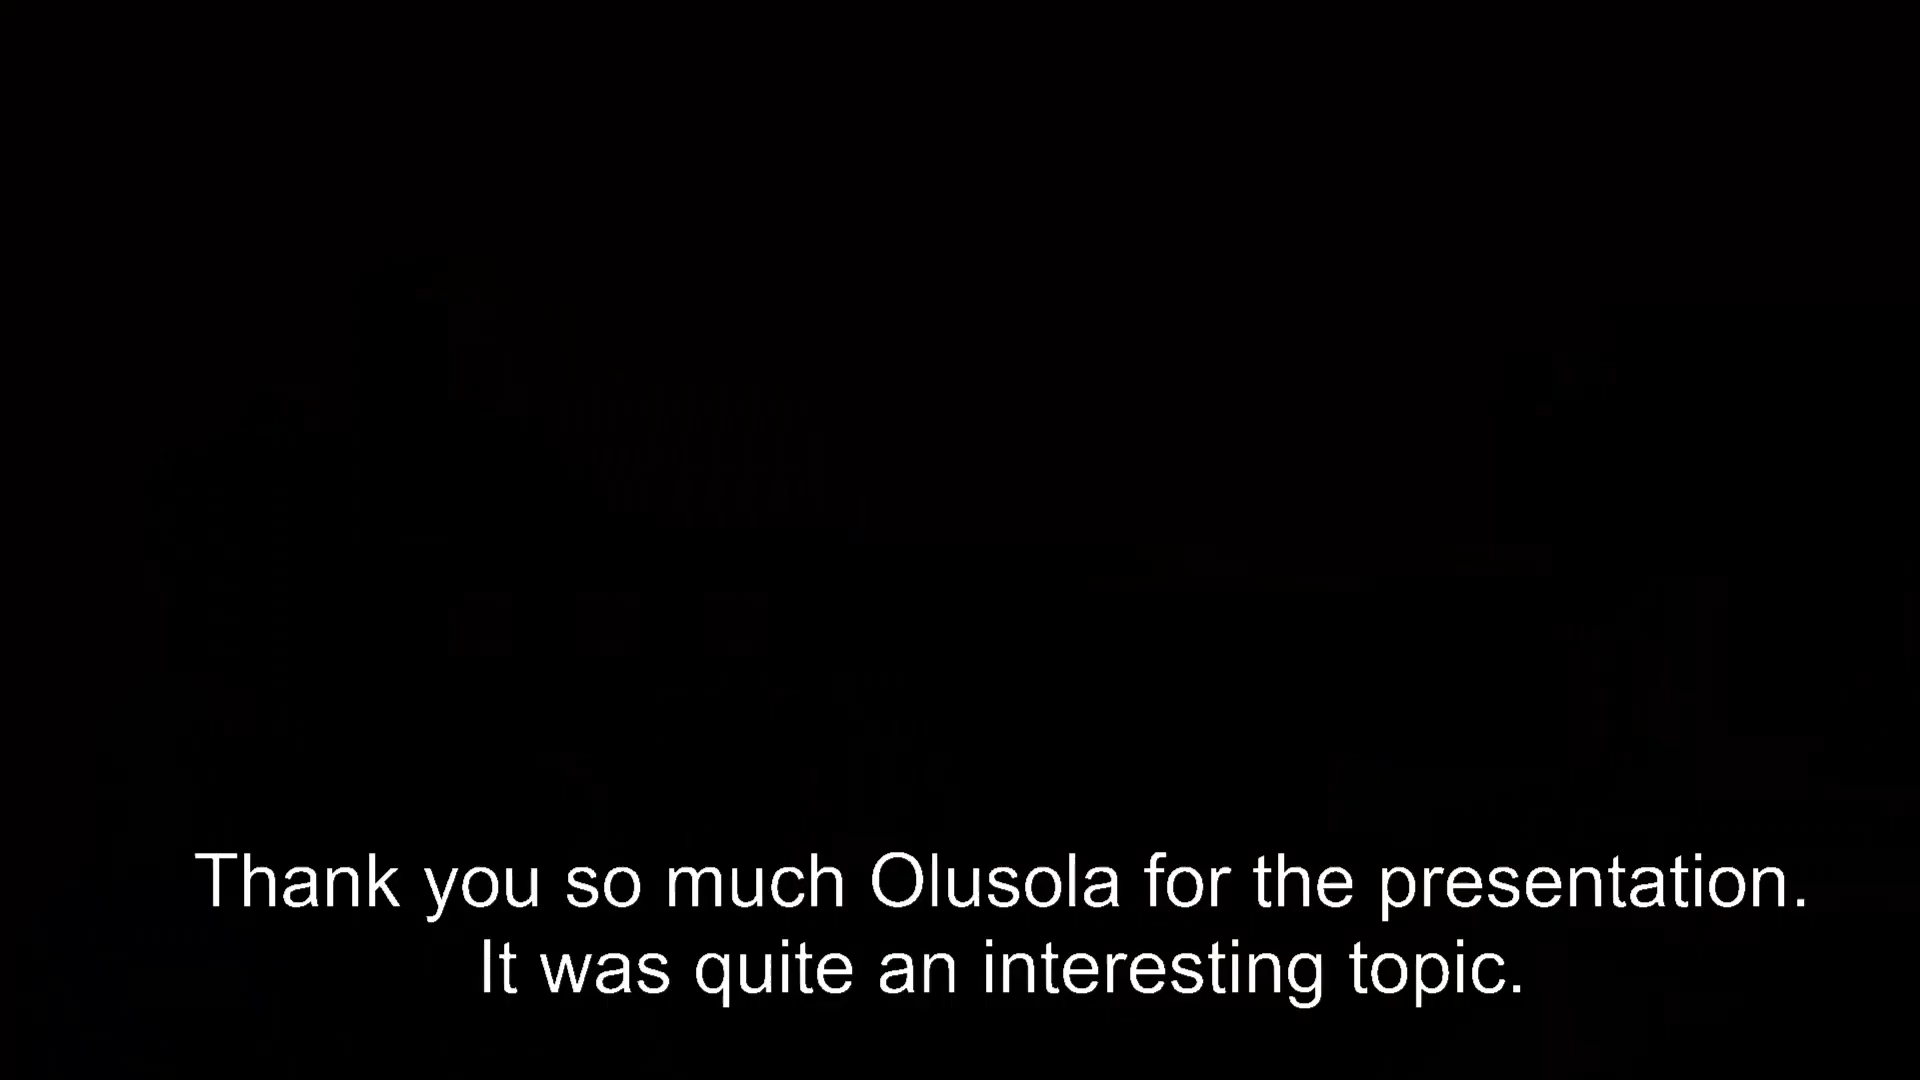 Thank you so much Olusola for the presentation.
It was quite an interesting topic.